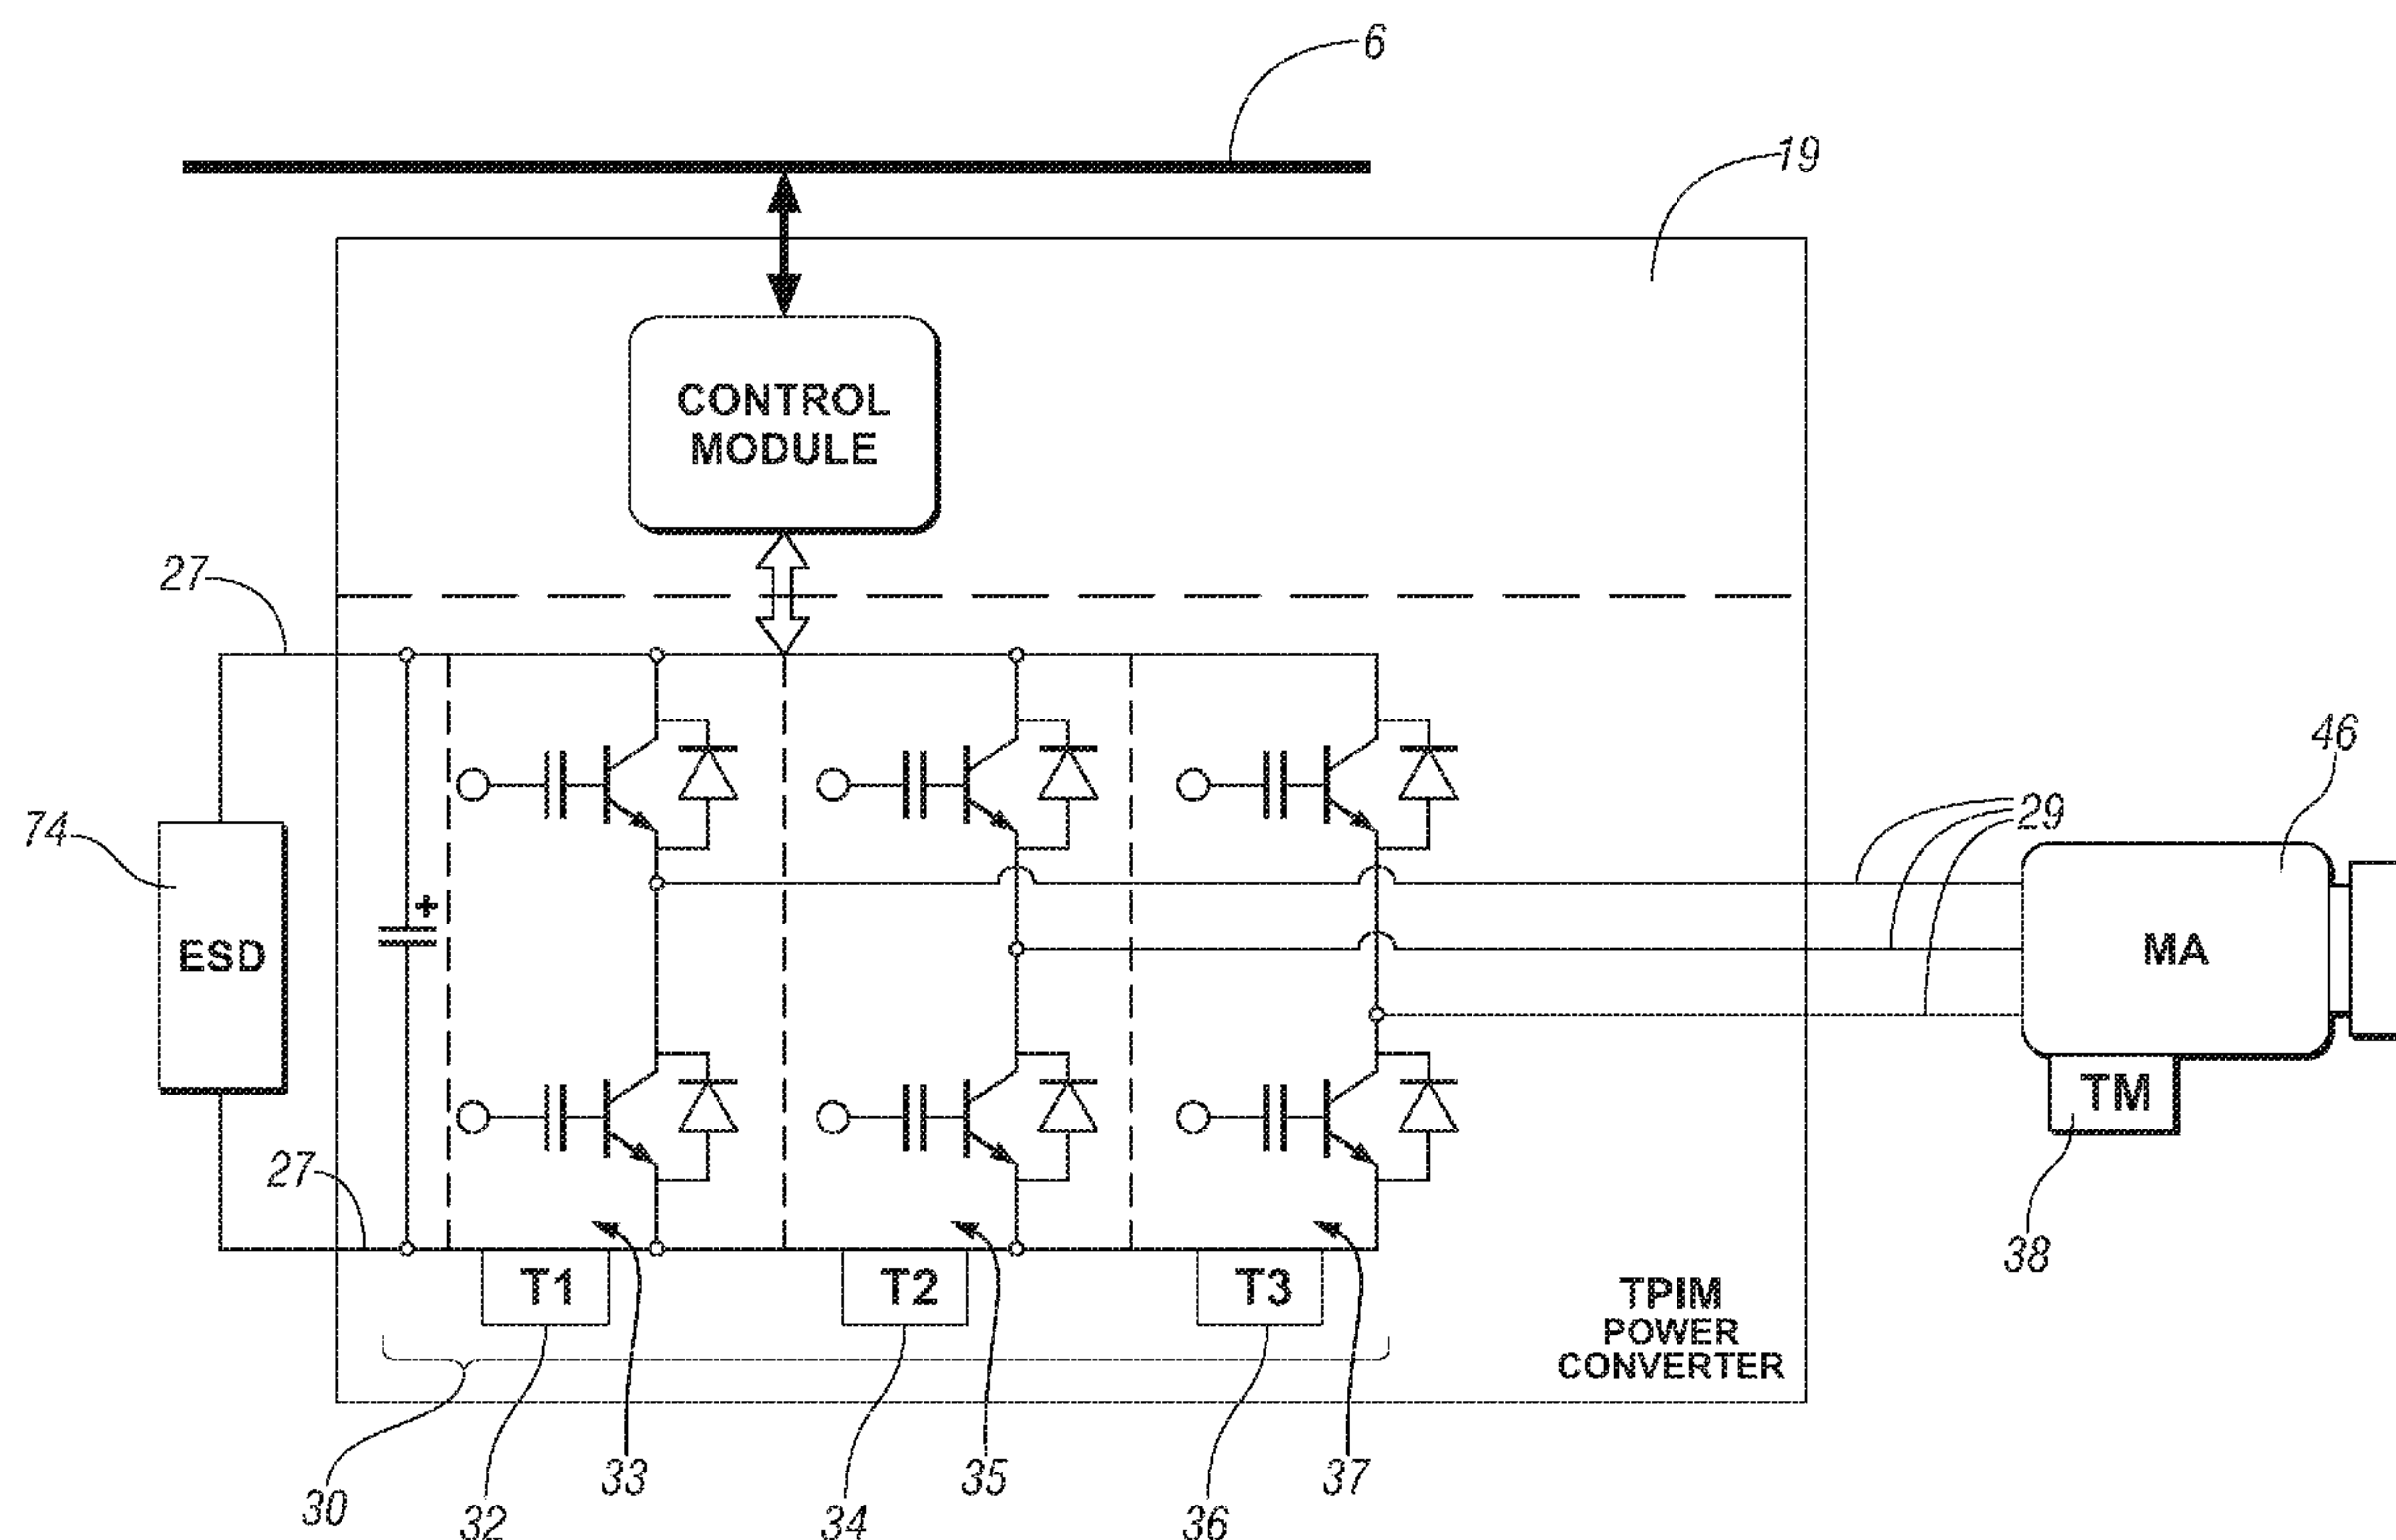 6
19
CONTROL
MODULE
27
46
29
74
+
ESD
MA
TM
27
38
T1
T2
T3
TPIM
POWER
CONVERTER
33
35
37
30
32
34
36